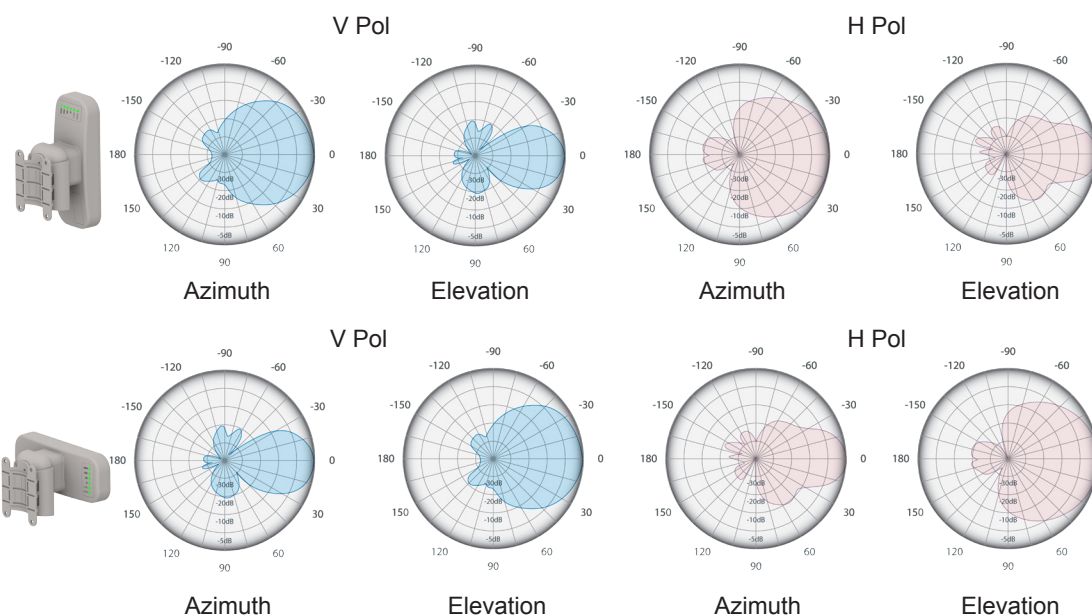 V Pol
H Pol
-90
-120 -60
-150 -30
180 0
-30dB
-20dB
-10dB
-5dB
150 30
120 60
90
Azimuth
-90
-120 -60
-150 -30
180 0
-30dB
-20dB
-10dB
-5dB
150 30
120 60
90
Elevation
-90
-120 -60
-150 -30
180 0
-30dB
-20dB
-10dB
-5dB
150 30
120 60
90
Azimuth
-90
-120 -60
-150
180
-30dB
-20dB
-10dB
-5dB
150
120 60
90
Elevation
V Pol
H Pol
-90
-120 -60
-150 -30
180 0
-30dB
-20dB
-10dB
-5dB
150 30
120 60
90
Azimuth
-90
-120 -60
-150 -30
180 0
-30dB
-20dB
-10dB
-5dB
150 30
120 60
90
Elevation
-90
-120 -60
-150 -30
180 0
-30dB
-20dB
-10dB
-5dB
150 30
120 60
90
Azimuth
-90
-120 -60
-150
180
-30dB
-20dB
-10dB
-5dB
150
120 60
90
Elevation